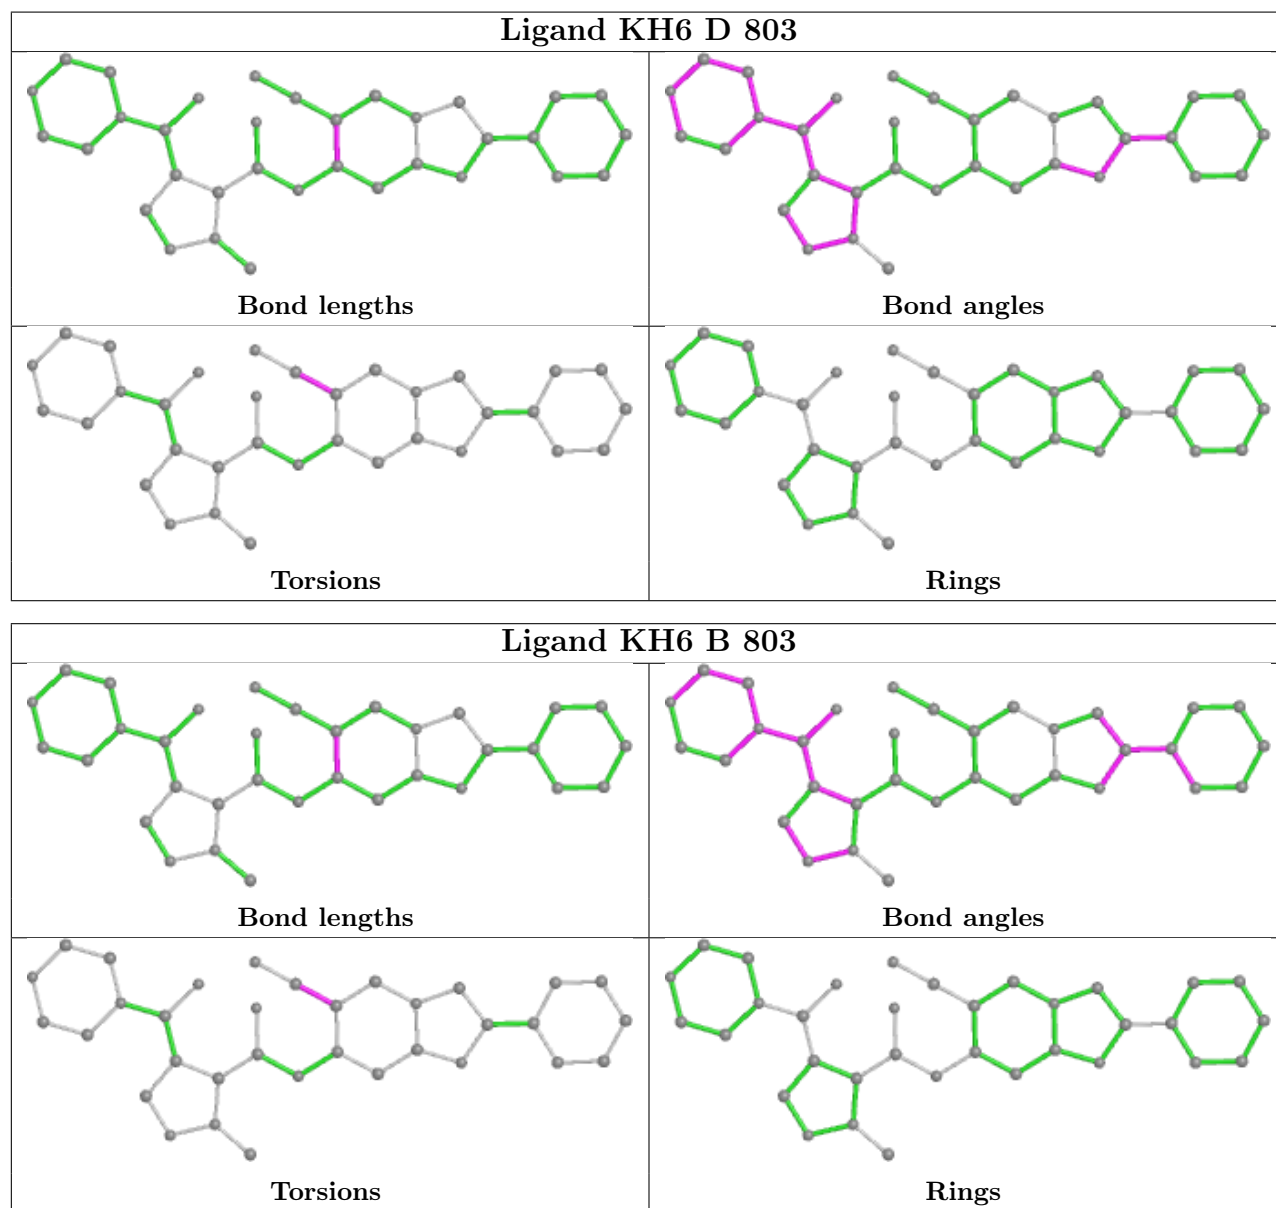 Ligand KH6 D 803
Bond lengths
Bond angles
Torsions
Rings
Ligand KH6 B 803
Bond lengths
Bond angles
Torsions
Rings